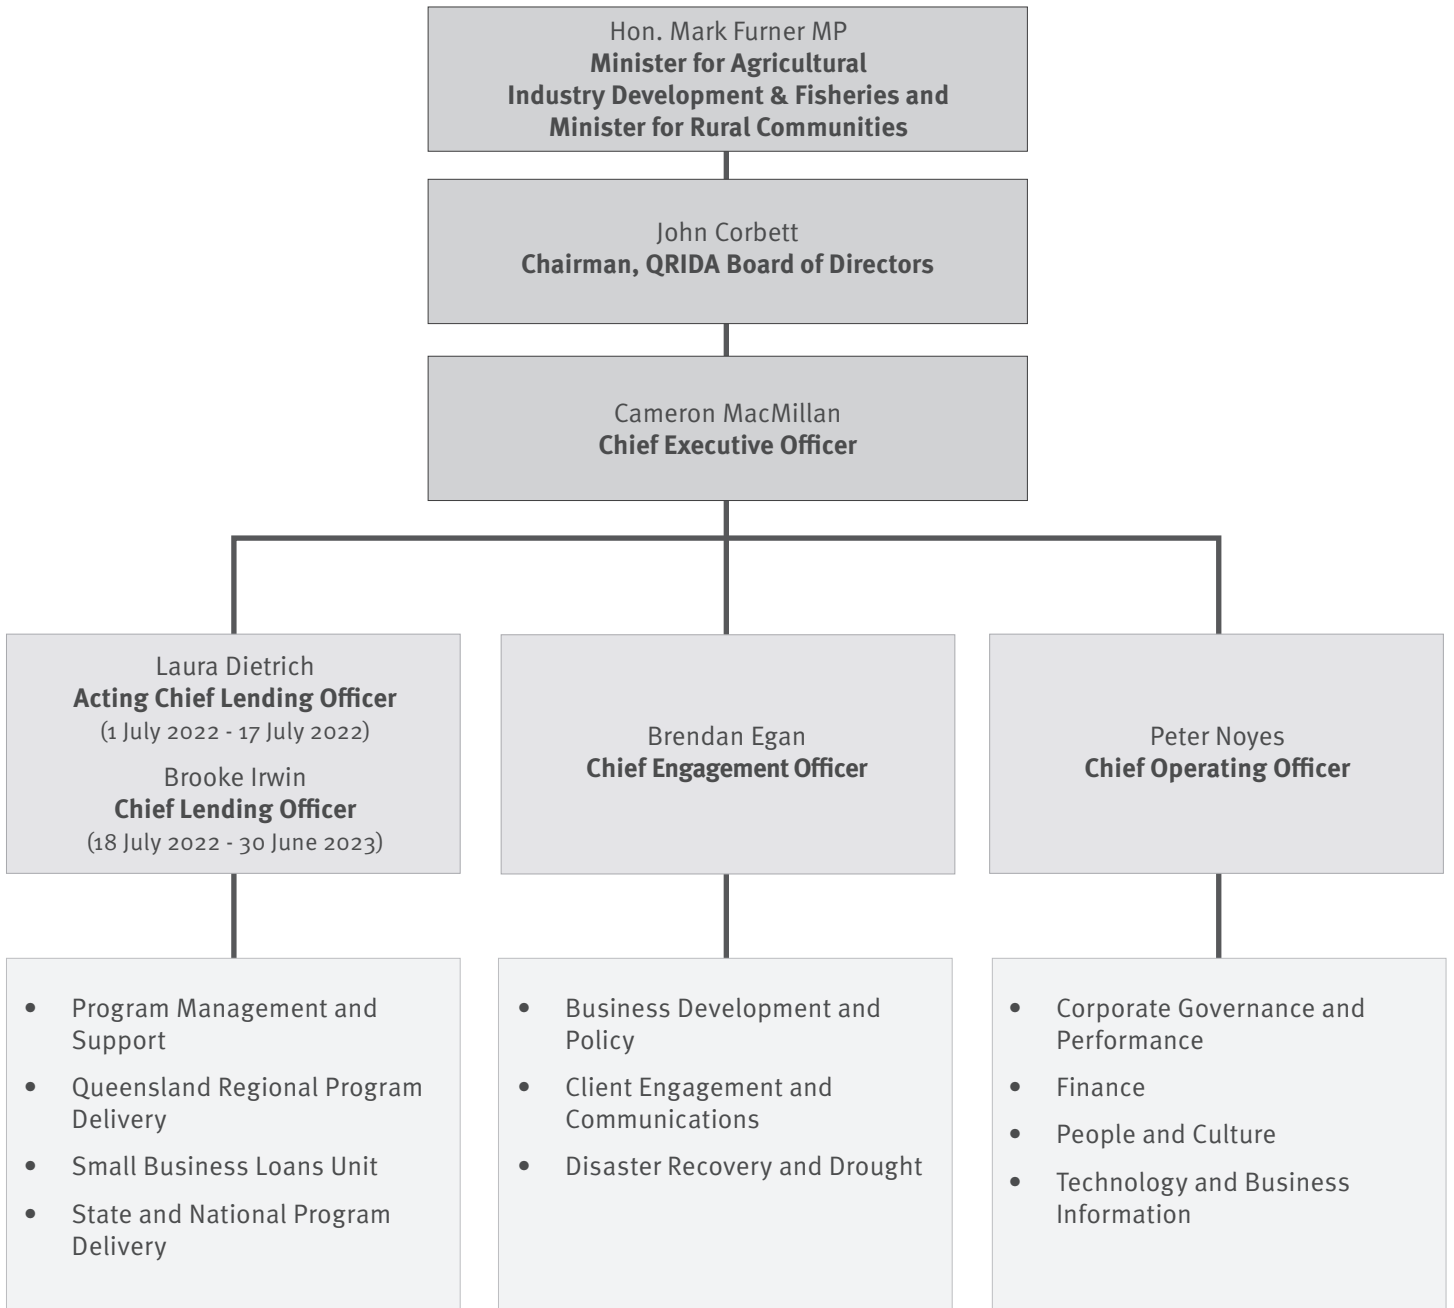 Hon. Mark Furner MP
Minister for Agricultural
Industry Development & Fisheries and
Minister for Rural Communities
John Corbett
Chairman, QRIDA Board of Directors
Cameron MacMillan
Chief Executive Officer
Laura Dietrich
Acting Chief Lending Officer
(1 July 2022 - 17 July 2022)
Brooke Irwin
Chief Lending Officer
(18 July 2022 - 30 June 2023)
Brendan Egan
Chief Engagement Officer
Peter Noyes
Chief Operating Officer
• Program Management and
Support
• Queensland Regional Program
Delivery
• Small Business Loans Unit
• State and National Program
Delivery
• Business Development and
Policy
• Client Engagement and
Communications
• Disaster Recovery and Drought
• Corporate Governance and
Performance
• Finance
• People and Culture
• Technology and Business
Information